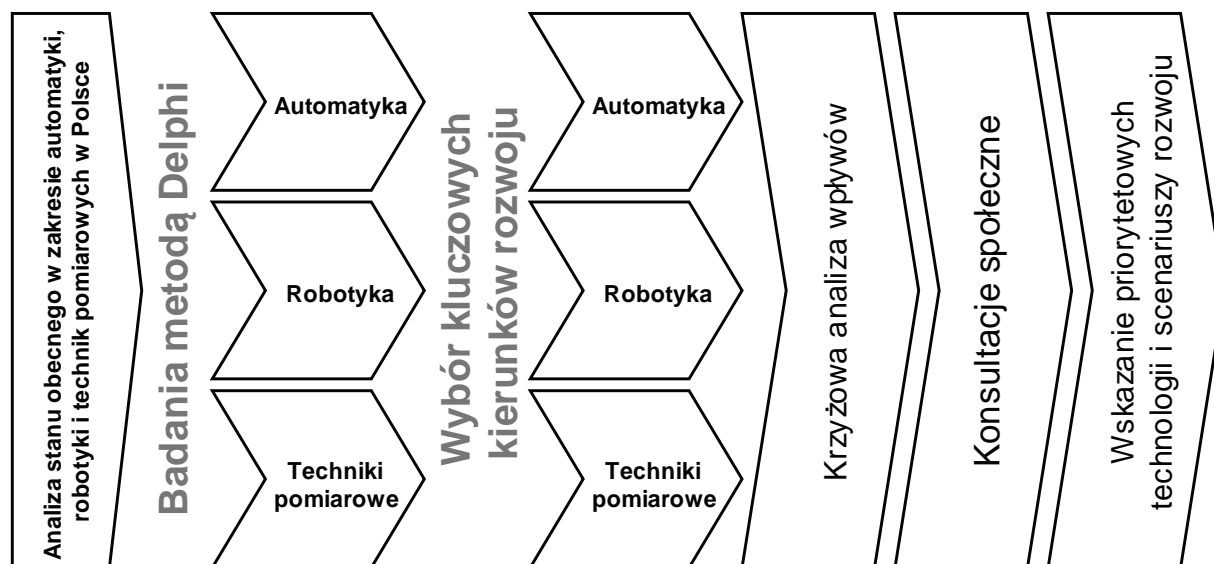 Analiza stanu obecnego w zakresie automatyki,
robotyki i technik pomiarowych w Polsce
Badania metodą Delphi
Automatyka
Robotyka
Techniki
pomiarowe
Wybór kluczowych
kierunków rozwoju
Automatyka
Robotyka
Techniki
pomiarowe
Krzyżowa analiza wpływów
Konsultacje społeczne
Wskazanie priorytetowych
technologii i scenariuszy rozwoju